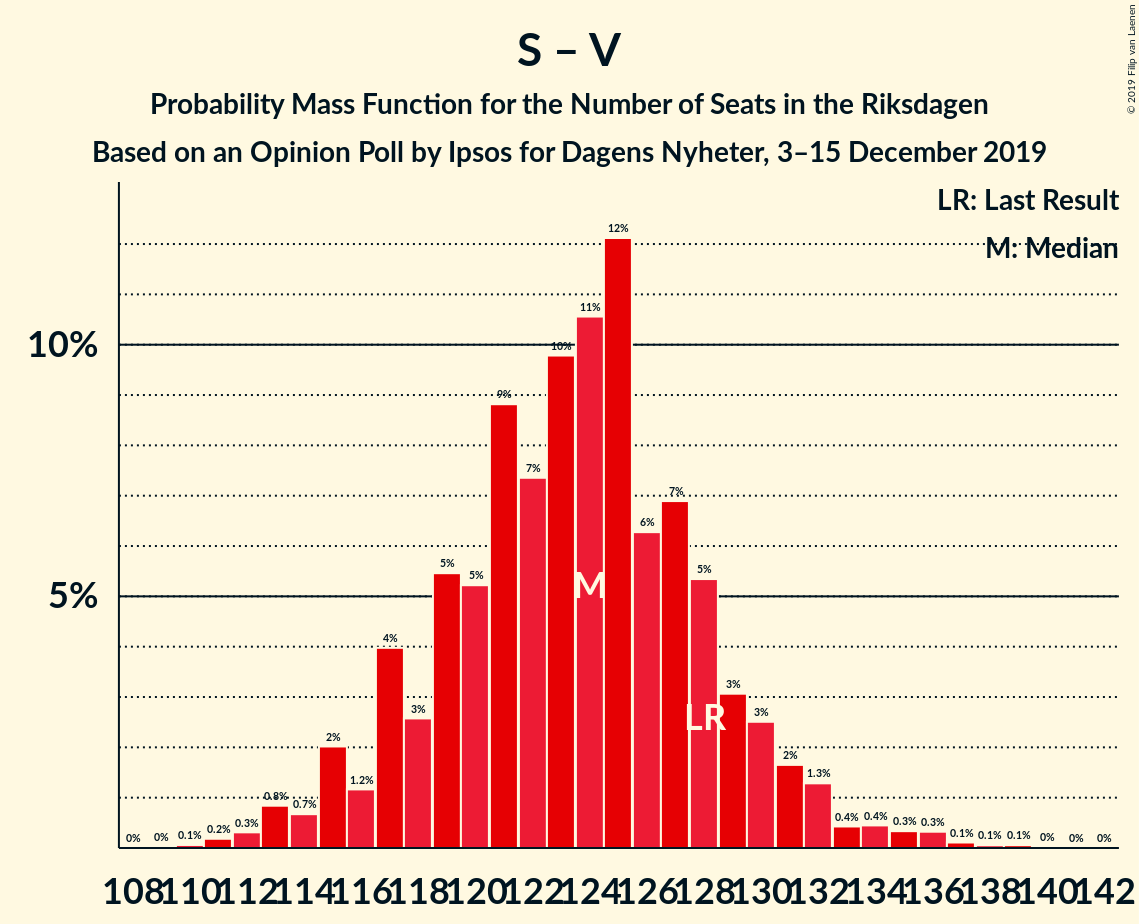 S – V
Probability Mass Function for the Number of Seats in the Riksdagen
Based on an Opinion Poll by Ipsos for Dagens Nyheter, 3–15 December 2019
© 2019 Filip van Laenen
LR: Last Result
M: Median
10%
5%
0% 0% 0.1% 0.2% 0.3% 0.8% 0.7% 2% 1.2% 4% 3% 5% 5% 9% 7% 10% 11% 12% 6% 7% 5% 3% 3% 2% 1.3% 0.4% 0.4% 0.3% 0.3% 0.1% 0.1% 0.1% 0% 0% 0%
M
LR
108 110 112 114 116 118 120 122 124 126 128 130 132 134 136 138 140 142